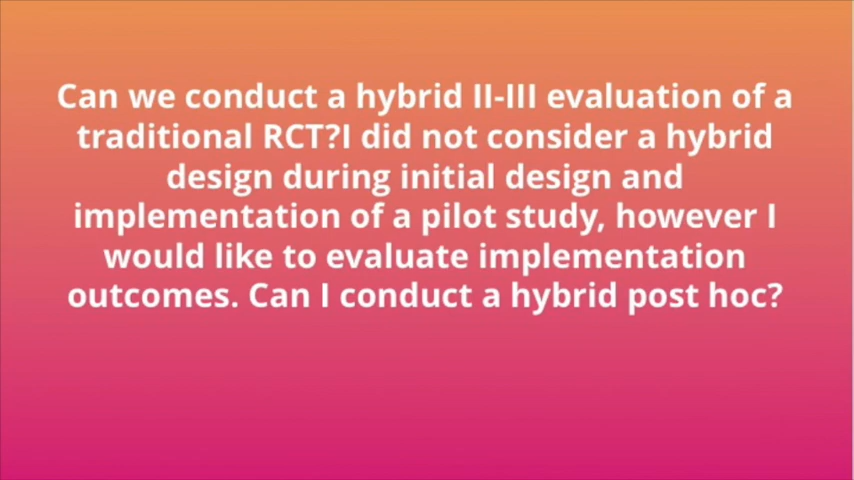 Can we conduct a hybrid II-III evaluation of a
traditional RCT?I did not consider a hybrid
design during initial design and
implementation of a pilot study, however I
would like to evaluate implementation
outcomes. Can I conduct a hybrid post hoc?